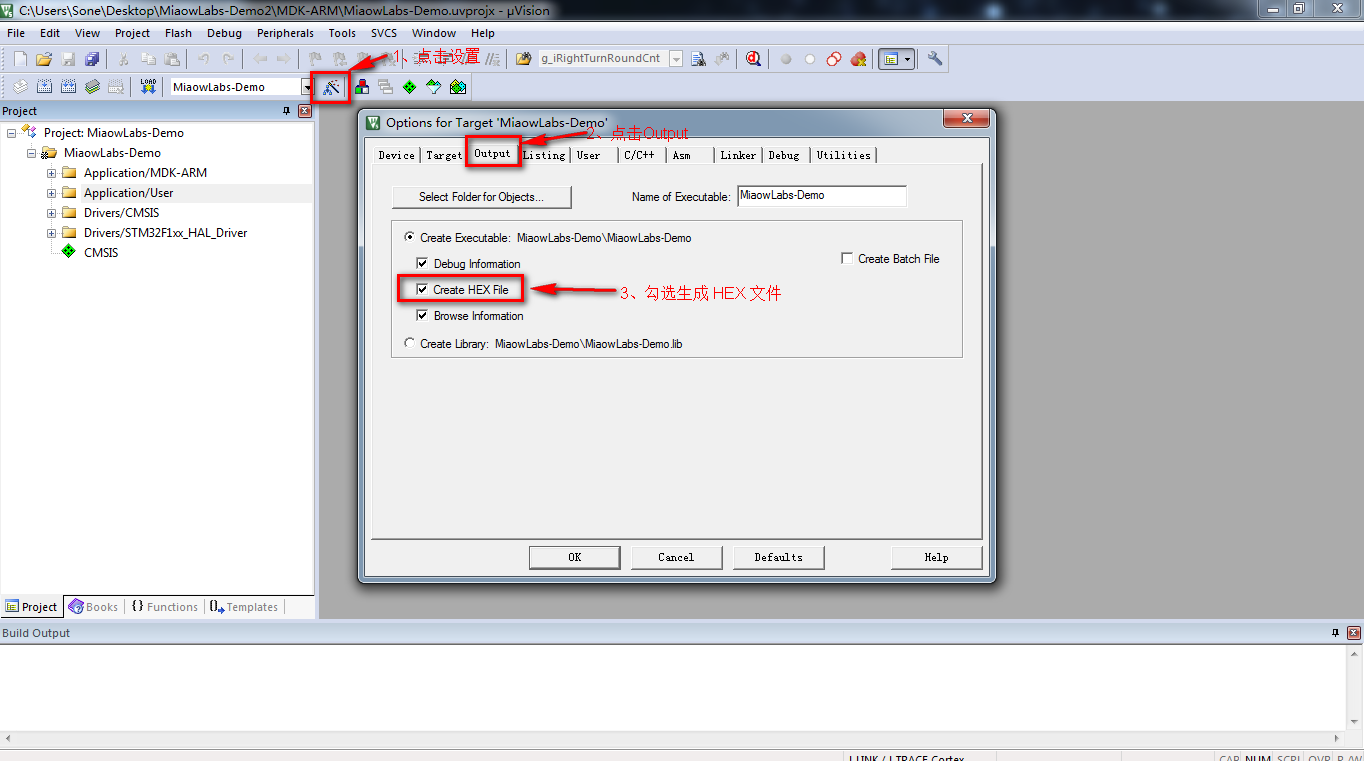 C:\Users\Sone\Desktop\MiaowLabs-Demo2\MDK-ARM\MiaowLabs-Demo.uvprojx - µVision
File Edit View Project Flash Debug Peripherals Tools SVCS Window Help
1、点击设置
g_iRightTurnRoundCnt
LOAD
MiaowLabs-Demo
Project
Project: MiaowLabs-Demo
MiaowLabs-Demo
Application/MDK-ARM
Application/User
Drivers/CMSIS
Drivers/STM32F1xx_HAL_Driver
CMSIS
Options for Target 'MiaowLabs-Demo'
2、点击Output
Device Target Output Listing User C/C++ Asm Linker Debug Utilities
Select Folder for Objects... Name of Executable: MiaowLabs-Demo
Create Executable: MiaowLabs-Demo\MiaowLabs-Demo
Debug Information Create Batch File
Create HEX File
3、勾选生成 HEX 文件
Browse Information
Create Library: MiaowLabs-Demo\MiaowLabs-Demo.lib
OK Cancel Defaults Help
Project Books {} Functions Templates
Build Output
J-LINK / J-TRACE Cortex CAP NUM SCRL OVR R/W